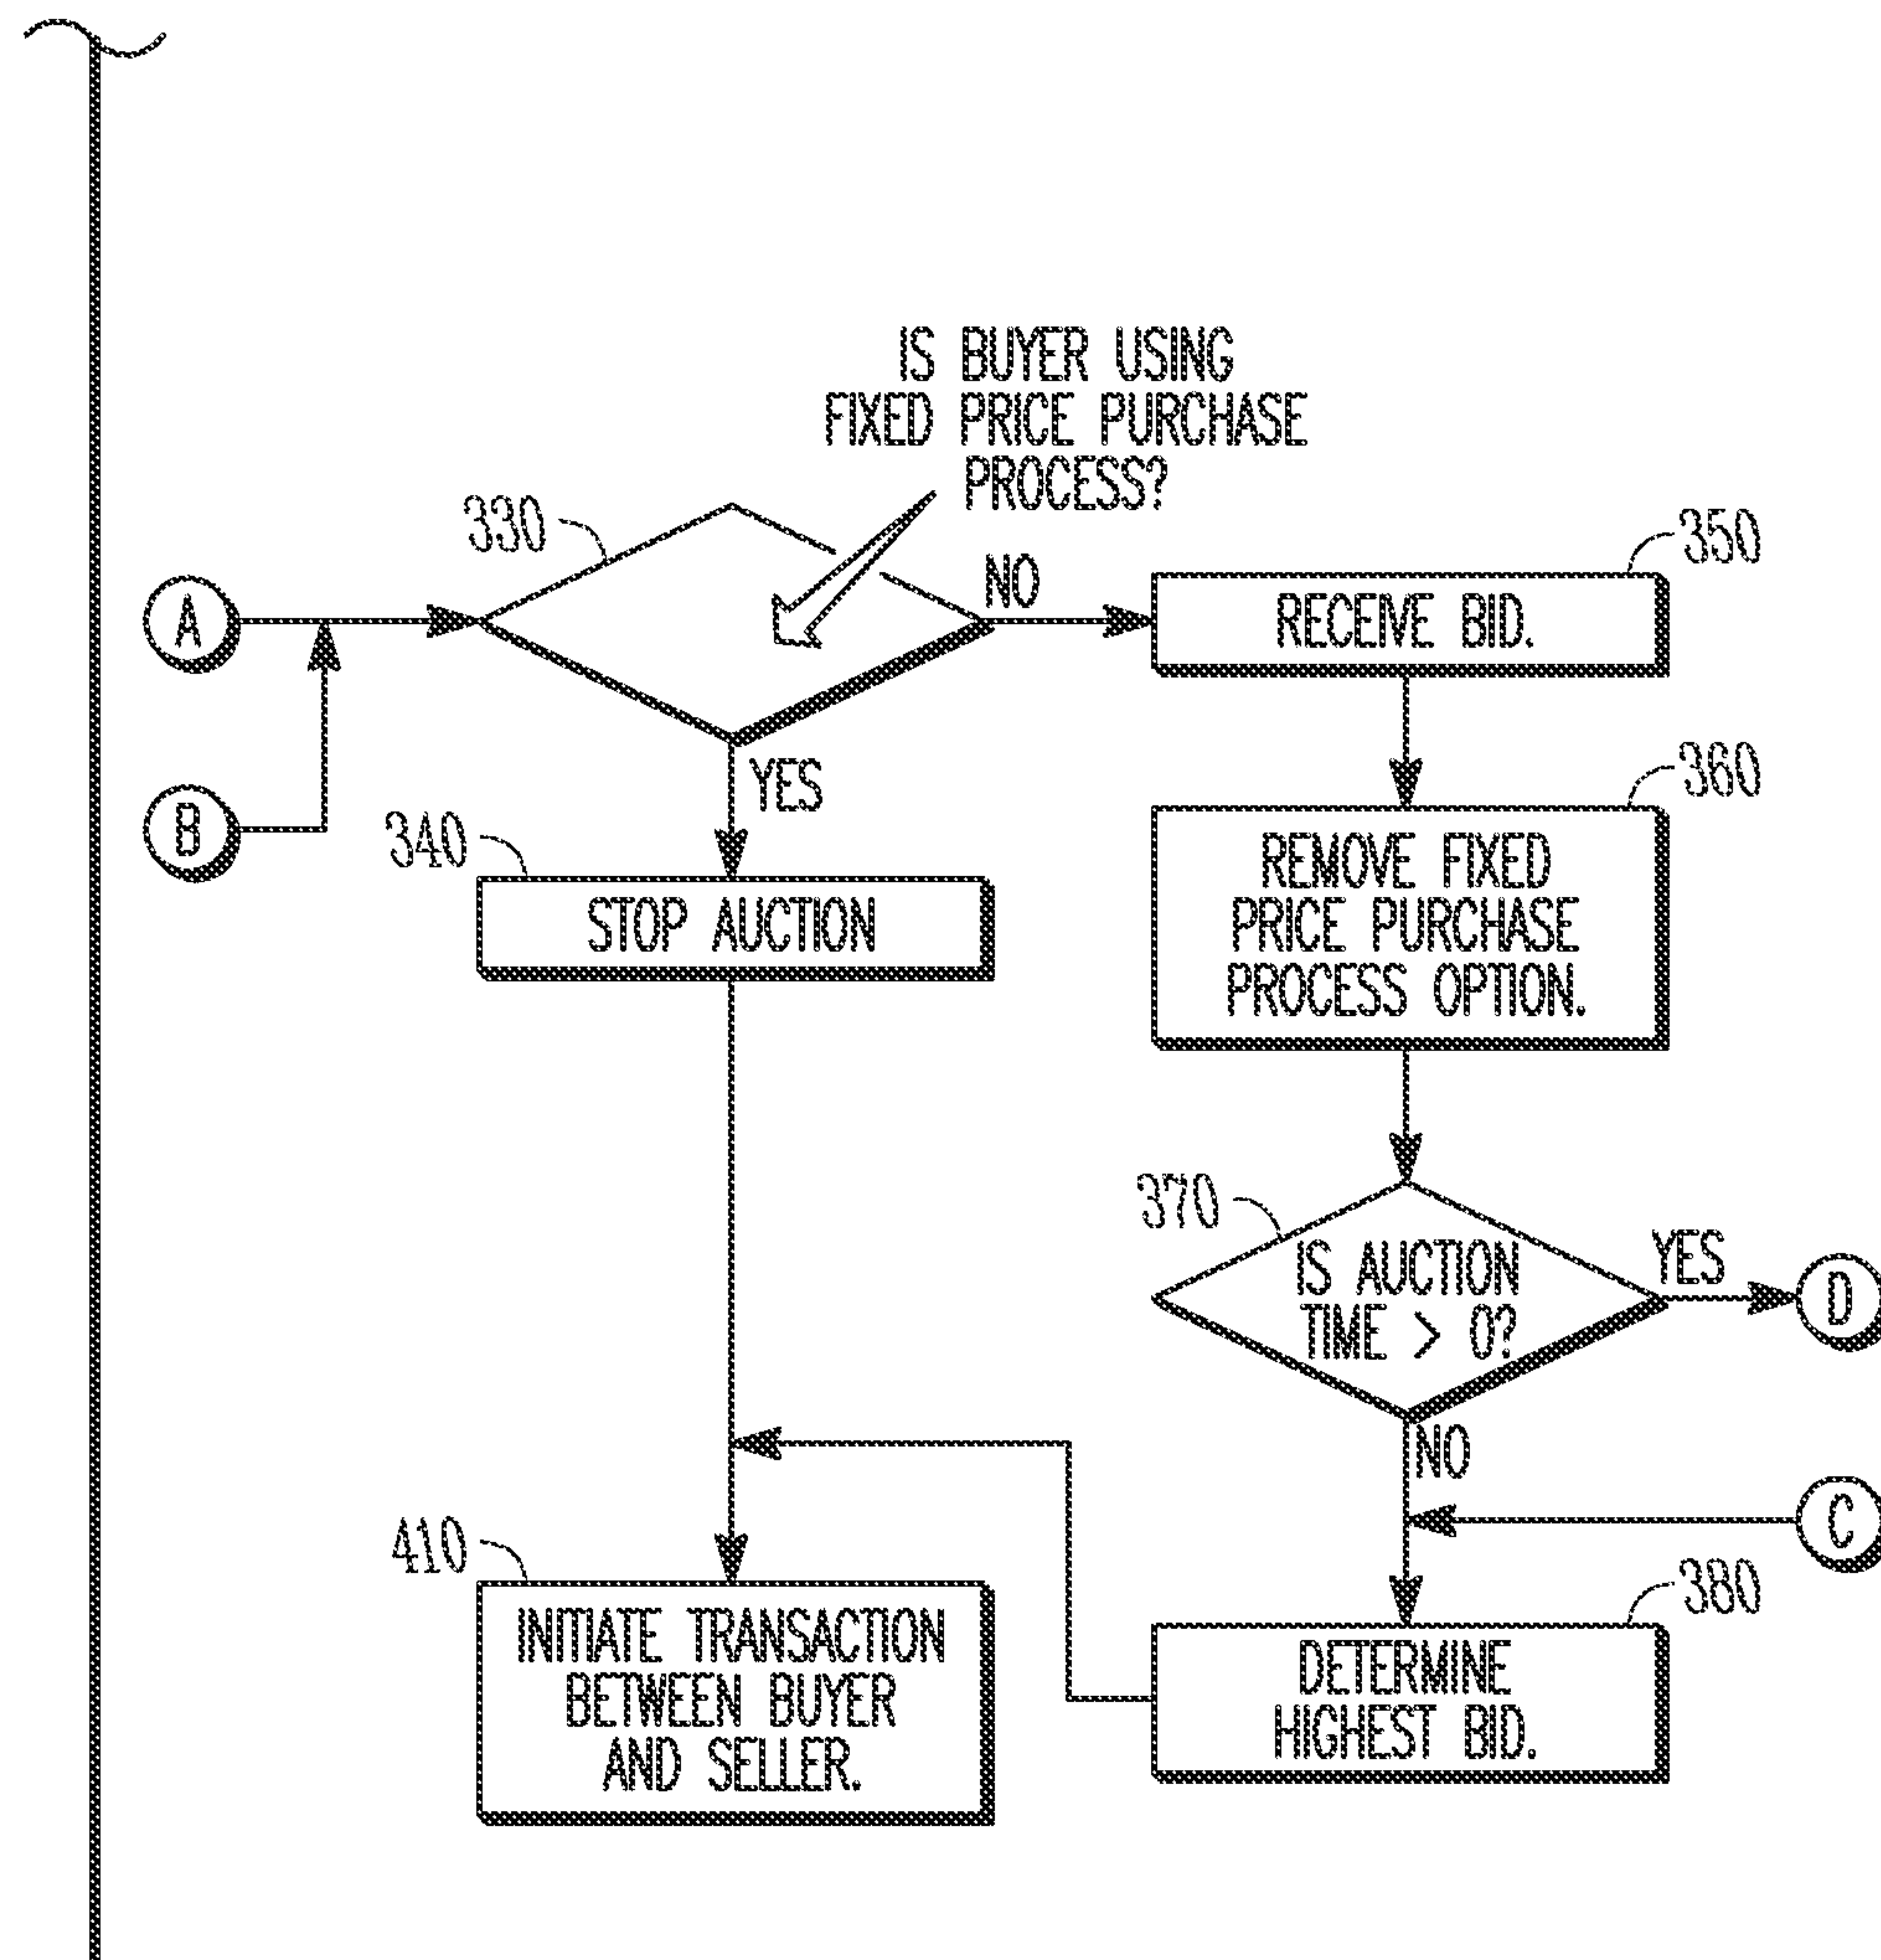 IS BUYER USING
FIXED PRICE PURCHASE
PROCESS?
330
A
NO
350
RECEIVE BID.
B
YES
340
STOP AUCTION
360
REMOVE FIXED
PRICE PURCHASE
PROCESS OPTION.
370
IS AUCTION
TIME > 0?
YES
D
NO
C
410
INITIATE TRANSACTION
BETWEEN BUYER
AND SELLER.
380
DETERMINE
HIGHEST BID.